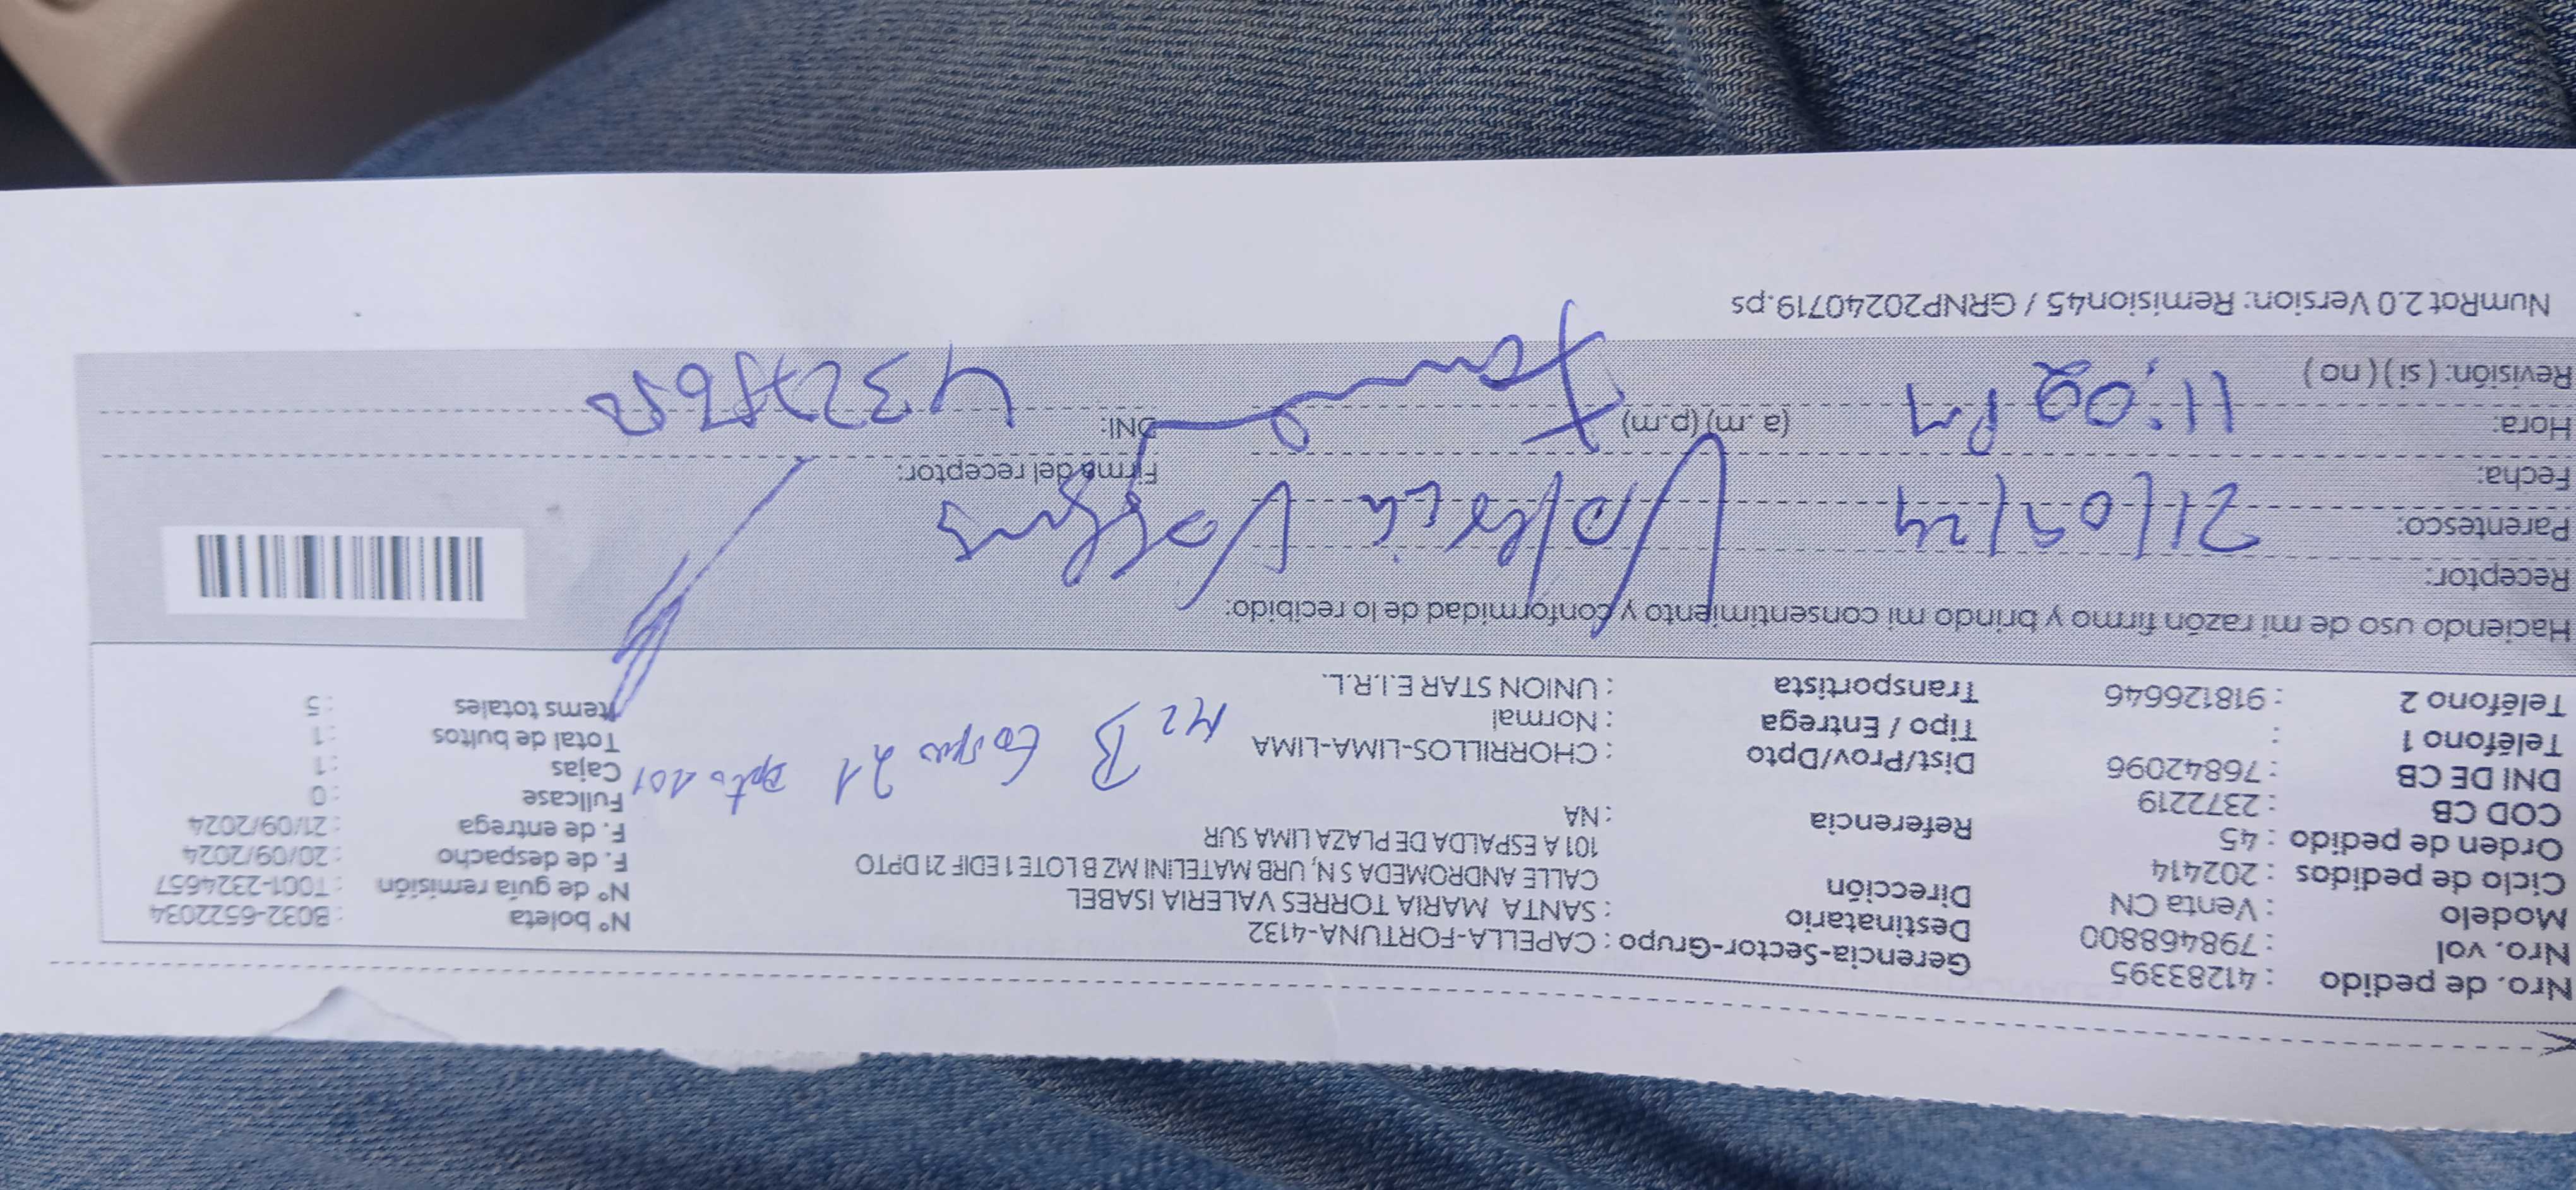 Nro. de pedido : 41283395
Nro. vol : 798468800
Modelo : Venta CN
Ciclo de pedidos : 202414
Orden de pedido : 45
COD CB : 2372219
DNI DE CB : 76842096
Teléfono 1 :
Teléfono 2 : 918126646
Gerencia-Sector-Grupo : CAPELLA-FORTUNA-4132
Destinatario : SANTA MARIA TORRES VALERIA ISABEL
Dirección CALLE ANDROMEDA S N, URB MATELINI MZ B LOTE 1 EDIF 21 DPTO
101 A ESPALDA DE PLAZA LIMA SUR
Referencia : NA
Dist/Prov/Dpto : CHORRILLOS-LIMA-LIMA
Tipo / Entrega : Normal
Transportista : UNION STAR E.I.R.L.
Mz B 21 Dpto 101
N° boleta : B032-6522034
N° de guía remisión : T001-2324657
F. de despacho : 20/09/2024
F. de entrega : 21/09/2024
Fullcase : 0
Cajas : 1
Total de bultos : 1
Items totales : 5
Haciendo uso de mi razón firmo y brindo mi consentimiento y conformidad de lo recibido:
Receptor:
Parentesco:
Fecha: 21/09/24
Hora: 11:02 PM (a .m) (p.m)
Revisión: ( si ) ( no )
Firma del receptor:
DNI:
NumRot 2.0 Version: Remision45 / GRNP20240719.ps